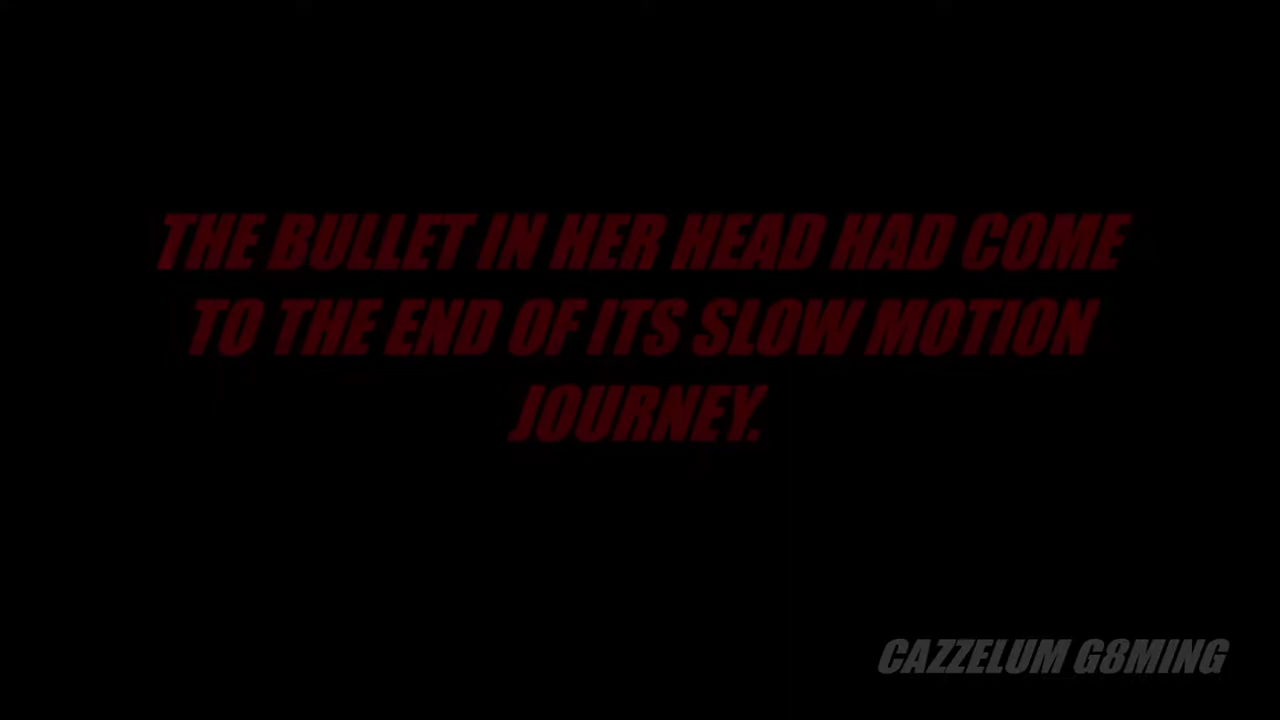 THE BULLET IN HER HEAD HAD COME
TO THE END OF ITS SLOW MOTION
JOURNEY.
CAZZELUM G8MING